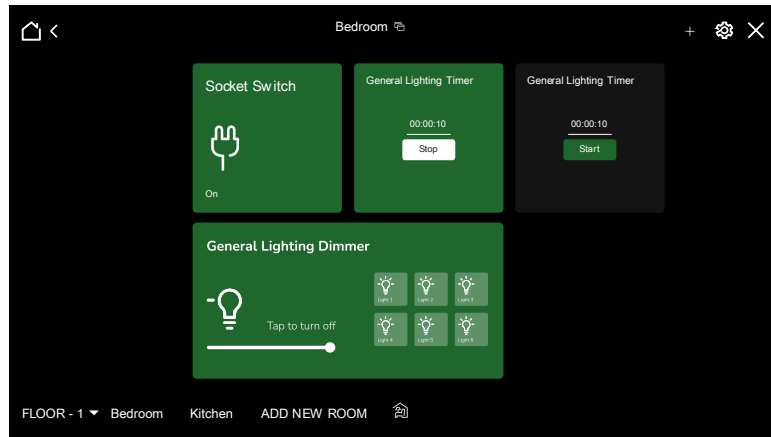 Bedroom
+
Socket Switch
On
General Lighting Timer
00:00:10
Stop
General Lighting Timer
00:00:10
Start
General Lighting Dimmer
Tap to turn off
Light 1
Light 2
Light 3
Light 4
Light 5
Light 6
FLOOR - 1 Bedroom Kitchen ADD NEW ROOM